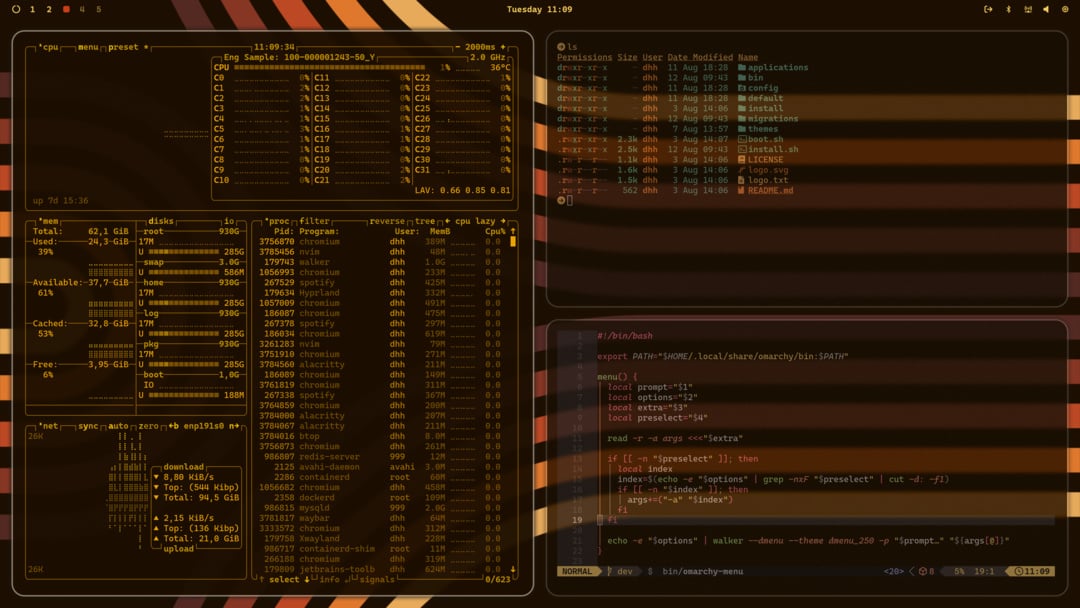 1 2 4 5
Tuesday 11:09
¹cpu menu preset * 11:09:34 - 2000ms +
Eng Sample: 100-000001243-50_Y 2.0 GHz
CPU 1% 36°C
C0 0% C11 0% C22 1%
C1 2% C12 0% C23 0%
C2 2% C13 0% C24 0%
C3 0% C14 0% C25 0%
C4 1% C15 0% C26 0%
C5 3% C16 1% C27 0%
C6 1% C17 1% C28 0%
C7 1% C18 0% C29 0%
C8 0% C19 0% C30 0%
C9 0% C20 0% C31 0%
C10 0% C21 2%
LAV: 0.66 0.85 0.81
up 7d 15:36
²mem
Total: 62,1 GiB
Used: 24,3 GiB
39%
Available: 37,7 GiB
61%
Cached: 32,8 GiB
53%
Free: 3,95 GiB
6%
disks io
root 930G
17M
U 285G
swap 3.0G
U 586M
home 930G
17M
U 285G
log 930G
17M
U 285G
pkg 930G
17M
U 285G
boot 1,0G
IO
U 188M
³net sync auto zero ←b enp191s0 n→
26K
download
▼ 8,80 KiB/s
▼ Top: (544 Kibp)
▼ Total: 94,5 GiB
▲ 2,15 KiB/s
▲ Top: (136 Kibp)
▲ Total: 21,0 GiB
upload
26K
⁴proc filter reverse tree ← cpu lazy →
Pid: Program: User: MemB Cpu% ↑
3756870 chromium dhh 389M 0.0
3785456 nvim dhh 48M 0.0
179743 walker dhh 1.0G 0.0
1056993 chromium dhh 233M 0.0
267529 spotify dhh 425M 0.0
179634 Hyprland dhh 332M 0.0
1057009 chromium dhh 491M 0.0
186087 chromium dhh 475M 0.0
267378 spotify dhh 297M 0.0
186034 chromium dhh 619M 0.0
3261283 nvim dhh 79M 0.0
3751910 chromium dhh 271M 0.0
3784560 alacritty dhh 211M 0.0
186089 chromium dhh 149M 0.0
3761819 chromium dhh 311M 0.0
267338 spotify dhh 367M 0.0
3764859 chromium dhh 200M 0.0
3784000 alacritty dhh 207M 0.0
3784067 alacritty dhh 211M 0.0
3784016 btop dhh 8.0M 0.0
3756873 chromium dhh 261M 0.0
986807 redis-server 999 12M 0.0
2125 avahi-daemon avahi 3.0M 0.0
2286 containerd root 60M 0.0
1056682 chromium dhh 458M 0.0
2358 dockerd root 109M 0.0
986815 mysqld dhh 200M 0.0
3781817 waybar dhh 64M 0.0
3333572 chromium dhh 312M 0.0
179758 Xwayland dhh 228M 0.0
986717 containerd-shim root 11M 0.0
266188 chromium dhh 319M 0.0
179809 jetbrains-toolb dhh 624M 0.0 ↓
↑ select ↓ info ↵ signals 0/623
ls
Permissions Size User Date Modified Name
drwxr-xr-x - dhh 11 Aug 18:28 applications
drwxr-xr-x - dhh 12 Aug 09:43 bin
drwxr-xr-x - dhh 11 Aug 18:28 config
drwxr-xr-x - dhh 11 Aug 18:28 default
drwxr-xr-x - dhh 3 Aug 14:06 install
drwxr-xr-x - dhh 12 Aug 09:43 migrations
drwxr-xr-x - dhh 7 Aug 13:57 themes
.rwxr-xr-x 2.3k dhh 3 Aug 14:07 boot.sh
.rwxr-xr-x 2.5k dhh 12 Aug 09:43 install.sh
.rw-r--r-- 1.1k dhh 3 Aug 14:06 LICENSE
.rw-r--r-- 1.6k dhh 3 Aug 14:06 logo.svg
.rw-r--r-- 1.5k dhh 3 Aug 14:06 logo.txt
.rw-r--r-- 562 dhh 3 Aug 14:06 README.md
1 #!/bin/bash
2
3 export PATH="$HOME/.local/share/omarchy/bin:$PATH"
4
5 menu() {
6 local prompt="$1"
7 local options="$2"
8 local extra="$3"
9 local preselect="$4"
10
11 read -r -a args <<<"$extra"
12
13 if [[ -n "$preselect" ]]; then
14 local index
15 index=$(echo -e "$options" | grep -nxF "$preselect" | cut -d: -f1)
16 if [[ -n "$index" ]]; then
17 args+=("-a" "$index")
18 fi
19 fi
20
21 echo -e "$options" | walker --dmenu --theme dmenu_250 -p "$prompt…" "${args[@]}"
22 }
23
NORMAL dev $ bin/omarchy-menu <20> 8 5% 19:1 11:09